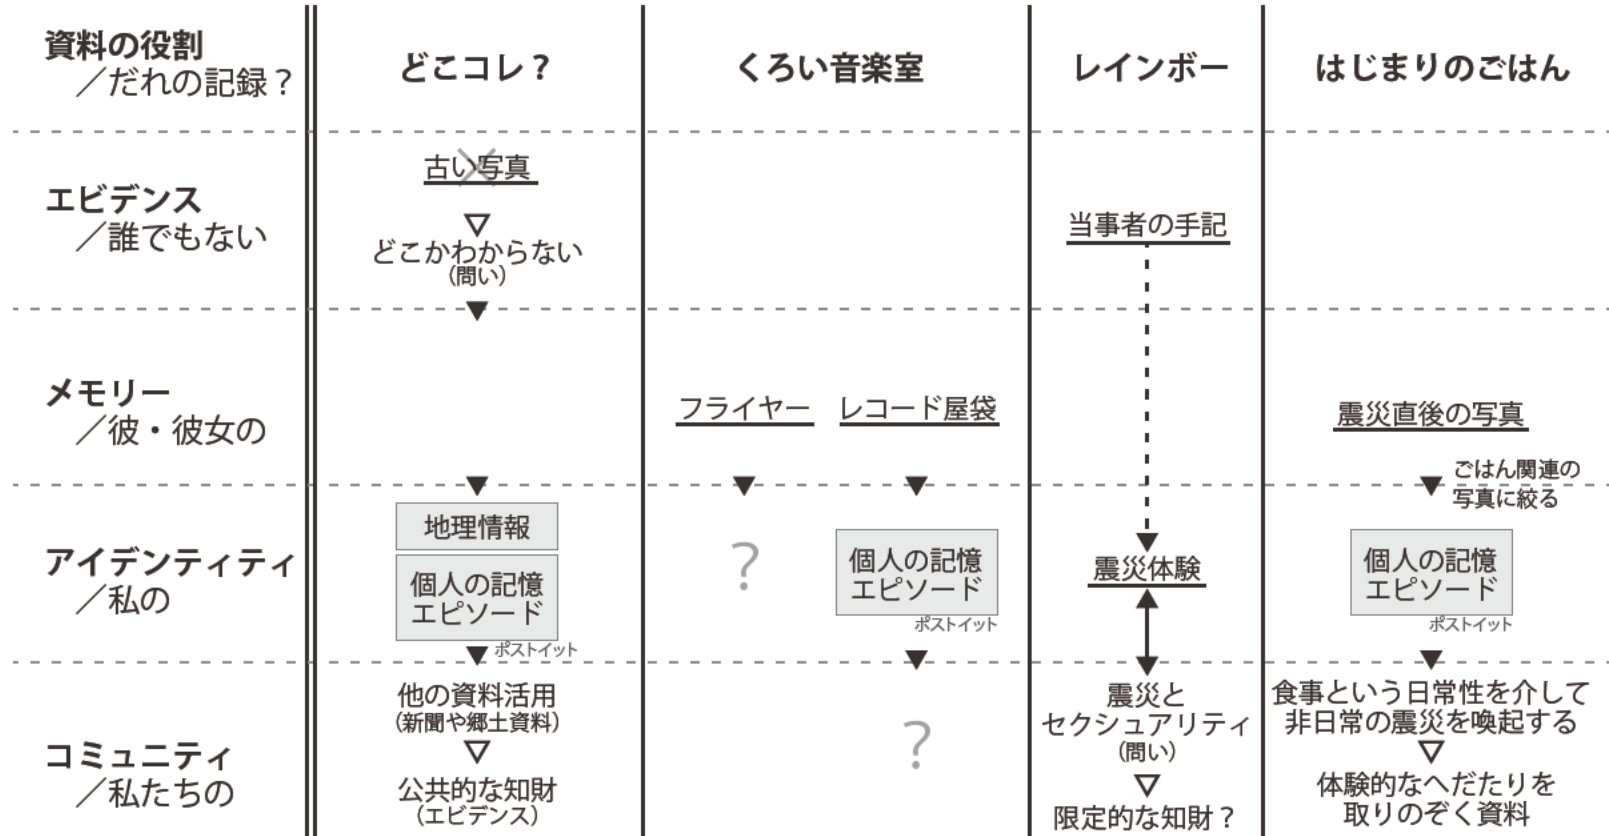 資料の役割
／だれの記録？
どこコレ？
くろい音楽室
レインボー
はじまりのごはん
エビデンス
／誰でもない
古い写真
どこかわからない
（問い）
当事者の手記
メモリー
／彼・彼女の
フライヤー
レコード屋袋
震災直後の写真
ごはん関連の
写真に絞る
アイデンティティ
／私の
地理情報
個人の記憶
エピソード
ポストイット
？
個人の記憶
エピソード
ポストイット
震災体験
個人の記憶
エピソード
ポストイット
コミュニティ
／私たちの
他の資料活用
（新聞や郷土資料）
公共的な知財
（エビデンス）
？
震災と
セクシュアリティ
（問い）
限定的な知財？
食事という日常性を介して
非日常の震災を喚起する
体験的なへだたりを
取りのぞく資料